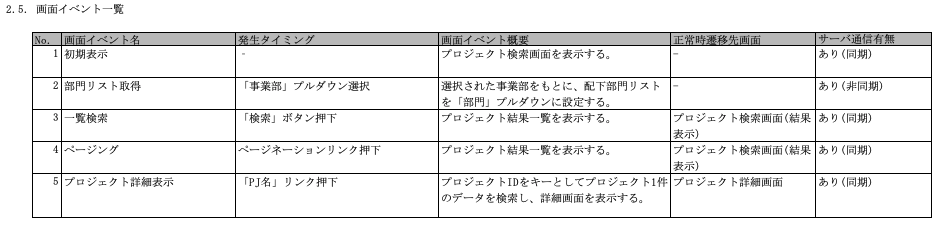 2.5. 画面イベント一覧
No. 画面イベント名 発生タイミング 画面イベント概要 正常時遷移先画面 サーバ通信有無
1 初期表示 - プロジェクト検索画面を表示する。 - あり(同期)
2 部門リスト取得 「事業部」プルダウン選択 選択された事業部をもとに、配下部門リスト - あり(非同期)
を「部門」プルダウンに設定する。
3 一覧検索 「検索」ボタン押下 プロジェクト結果一覧を表示する。 プロジェクト検索画面(結果 あり(同期)
表示)
4 ページング ページネーションリンク押下 プロジェクト結果一覧を表示する。 プロジェクト検索画面(結果 あり(同期)
表示)
5 プロジェクト詳細表示 「PJ名」リンク押下 プロジェクトIDをキーとしてプロジェクト1件 プロジェクト詳細画面 あり(同期)
のデータを検索し、詳細画面を表示する。